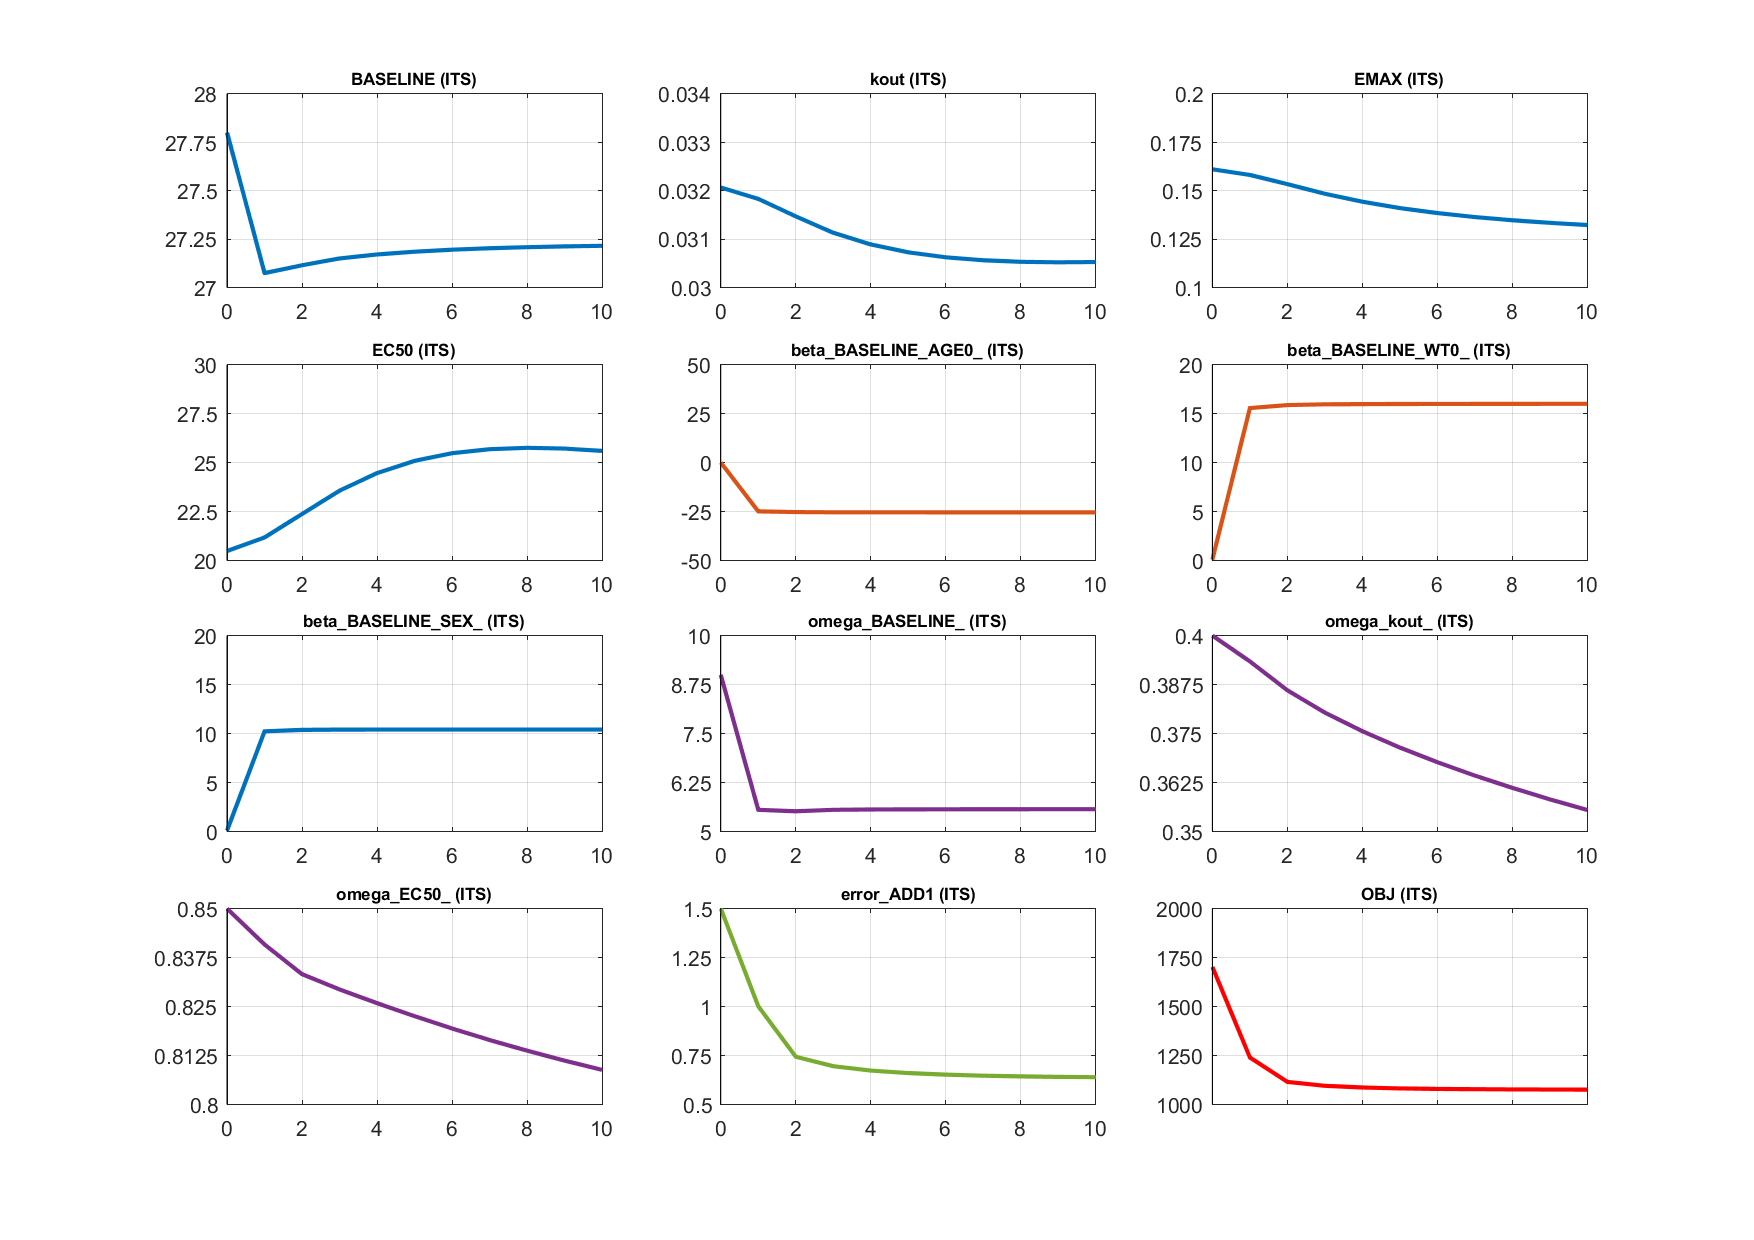 BASELINE (ITS)
28
27.75
27.5
27.25
27
0 2 4 6 8 10
kout (ITS)
0.034
0.033
0.032
0.031
0.03
0 2 4 6 8 10
EMAX (ITS)
0.2
0.175
0.15
0.125
0.1
0 2 4 6 8 10
EC50 (ITS)
30
27.5
25
22.5
20
0 2 4 6 8 10
beta_BASELINE_AGE0_ (ITS)
50
25
0
-25
-50
0 2 4 6 8 10
beta_BASELINE_WT0_ (ITS)
20
15
10
5
0
0 2 4 6 8 10
beta_BASELINE_SEX_ (ITS)
20
15
10
5
0
0 2 4 6 8 10
omega_BASELINE_ (ITS)
10
8.75
7.5
6.25
5
0 2 4 6 8 10
omega_kout_ (ITS)
0.4
0.3875
0.375
0.3625
0.35
0 2 4 6 8 10
omega_EC50_ (ITS)
0.85
0.8375
0.825
0.8125
0.8
0 2 4 6 8 10
error_ADD1 (ITS)
1.5
1.25
1
0.75
0.5
0 2 4 6 8 10
OBJ (ITS)
2000
1750
1500
1250
1000